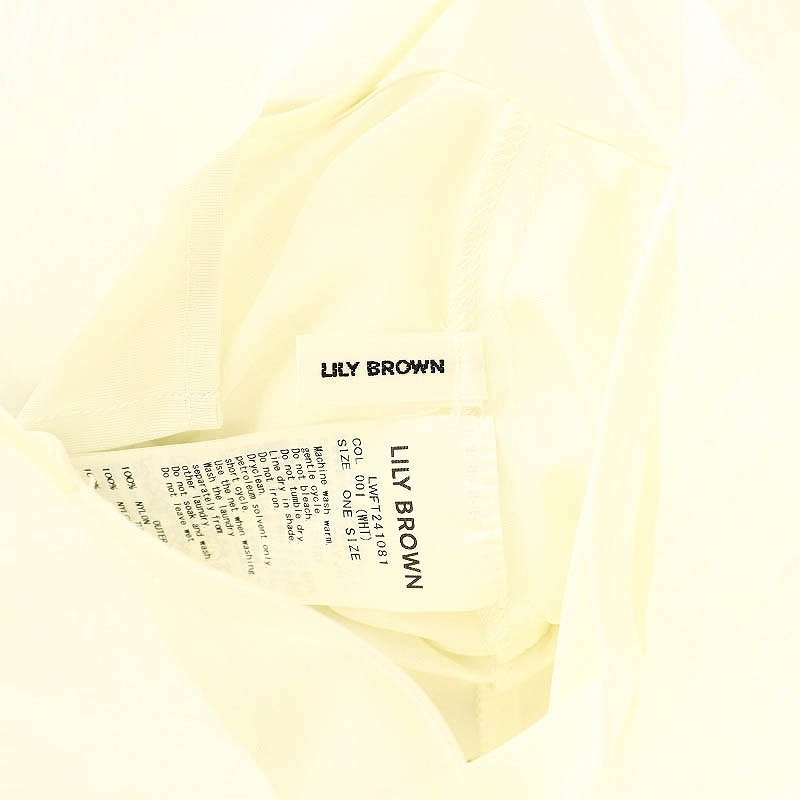 LILY BROWN
LILY BROWN
LWFT241081
COL 001 (WHT)
SIZE ONE SIZE
Machine wash warm.
gentle cycle.
Do not bleach.
Do not tumble dry.
Line dry in shade.
Do not iron.
Dryclean.
petroleum solvent only
short cycle.
Use the net when washing
Wash the laundry
separately from
other laundry
Do not soak and wash.
Do not leave wet.
100% NYLON OUTER
100% NYL
100%